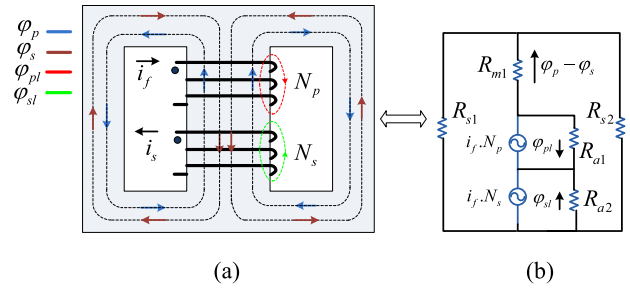 φp
φs
φpl
φsl
if
Np
is
Ns
Rm1
φp − φs
Rs1
Rs2
if.Np
φpl
Ra1
if.Ns
φsl
Ra2
(a)
(b)